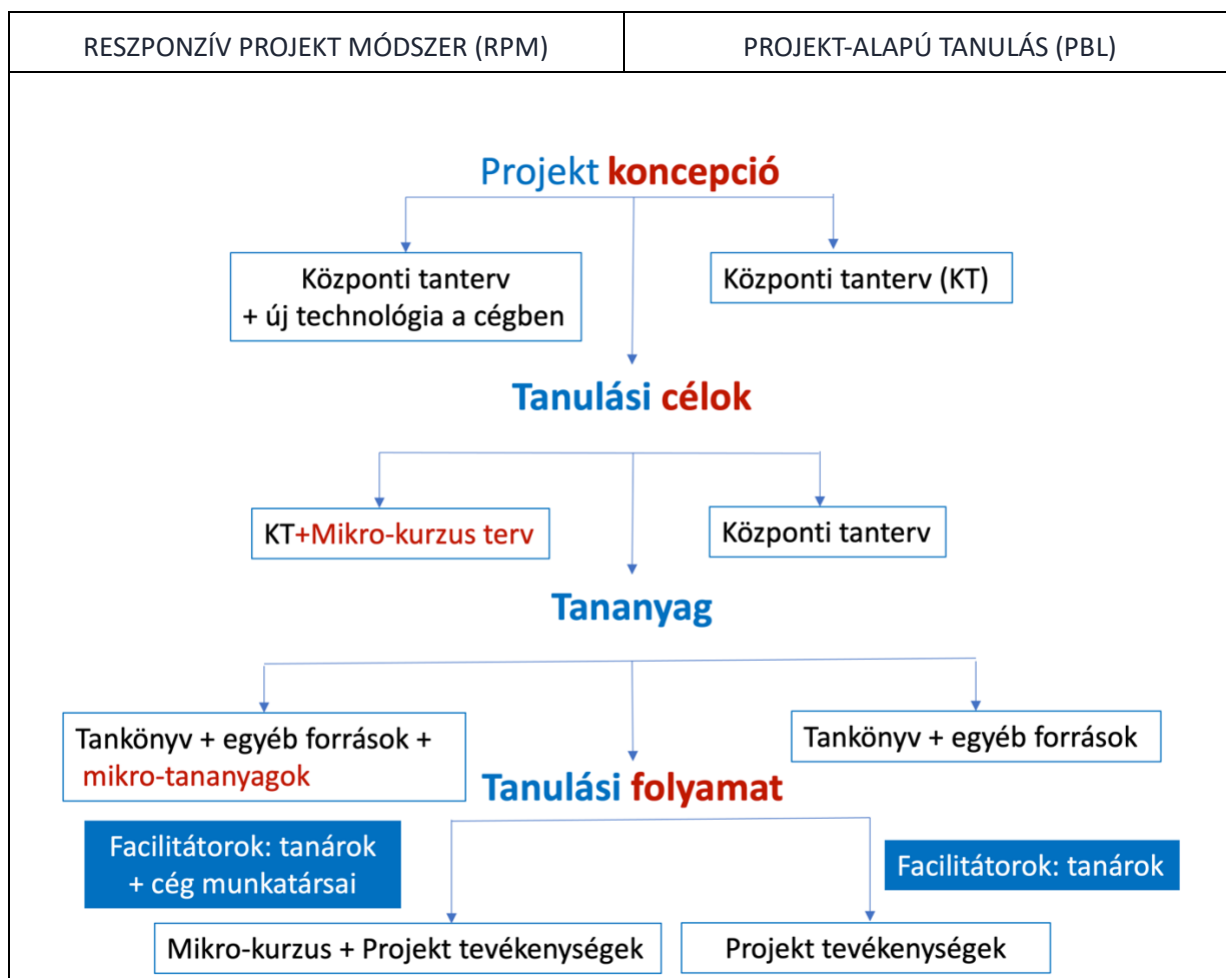 RESZPONZÍV PROJEKT MÓDSZER (RPM)
PROJEKT-ALAPÚ TANULÁS (PBL)
Projekt koncepció
Központi tanterv
+ új technológia a cégben
Központi tanterv (KT)
Tanulási célok
KT+Mikro-kurzus terv
Központi tanterv
Tananyag
Tankönyv + egyéb források +
mikro-tananyagok
Tankönyv + egyéb források
Tanulási folyamat
Facilitátorok: tanárok
+ cég munkatársai
Facilitátorok: tanárok
Mikro-kurzus + Projekt tevékenységek
Projekt tevékenységek